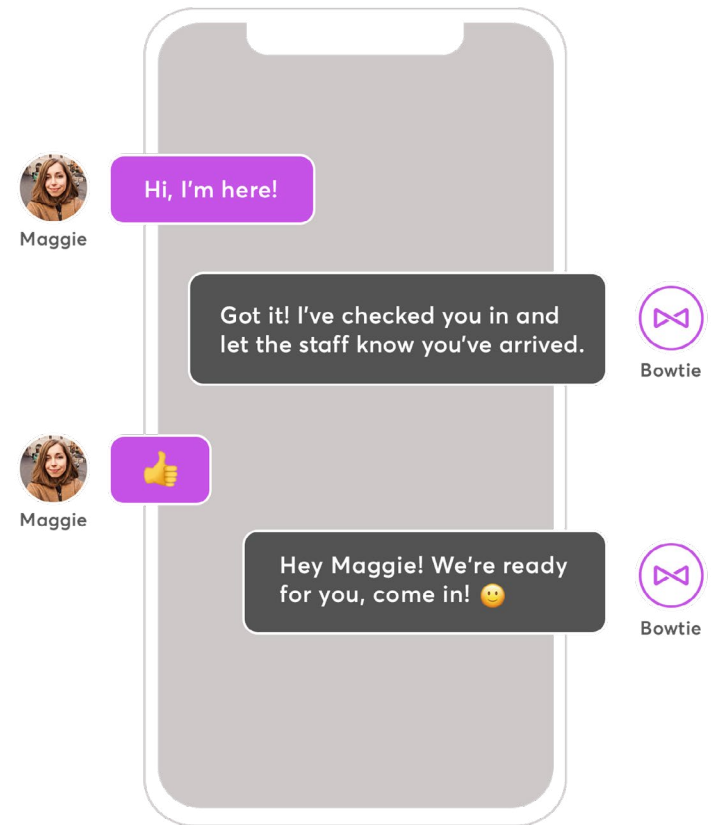 Hi, I'm here!
Maggie
Got it! I've checked you in and
let the staff know you've arrived.
Bowtie
👍
Maggie
Hey Maggie! We're ready
for you, come in! 🙂
Bowtie